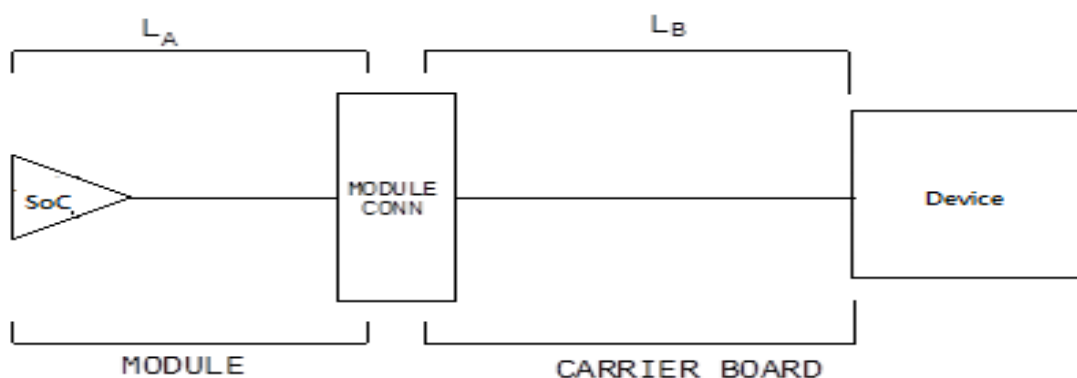 LA
LB
SoC
MODULE
CONN
Device
MODULE
CARRIER BOARD